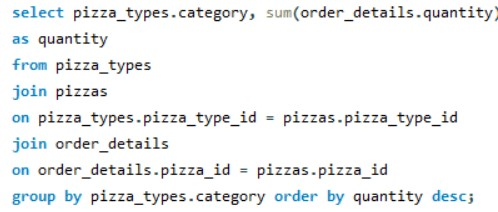 select pizza_types.category, sum(order_details.quantity)
as quantity
from pizza_types
join pizzas
on pizza_types.pizza_type_id = pizzas.pizza_type_id
join order_details
on order_details.pizza_id = pizzas.pizza_id
group by pizza_types.category order by quantity desc;